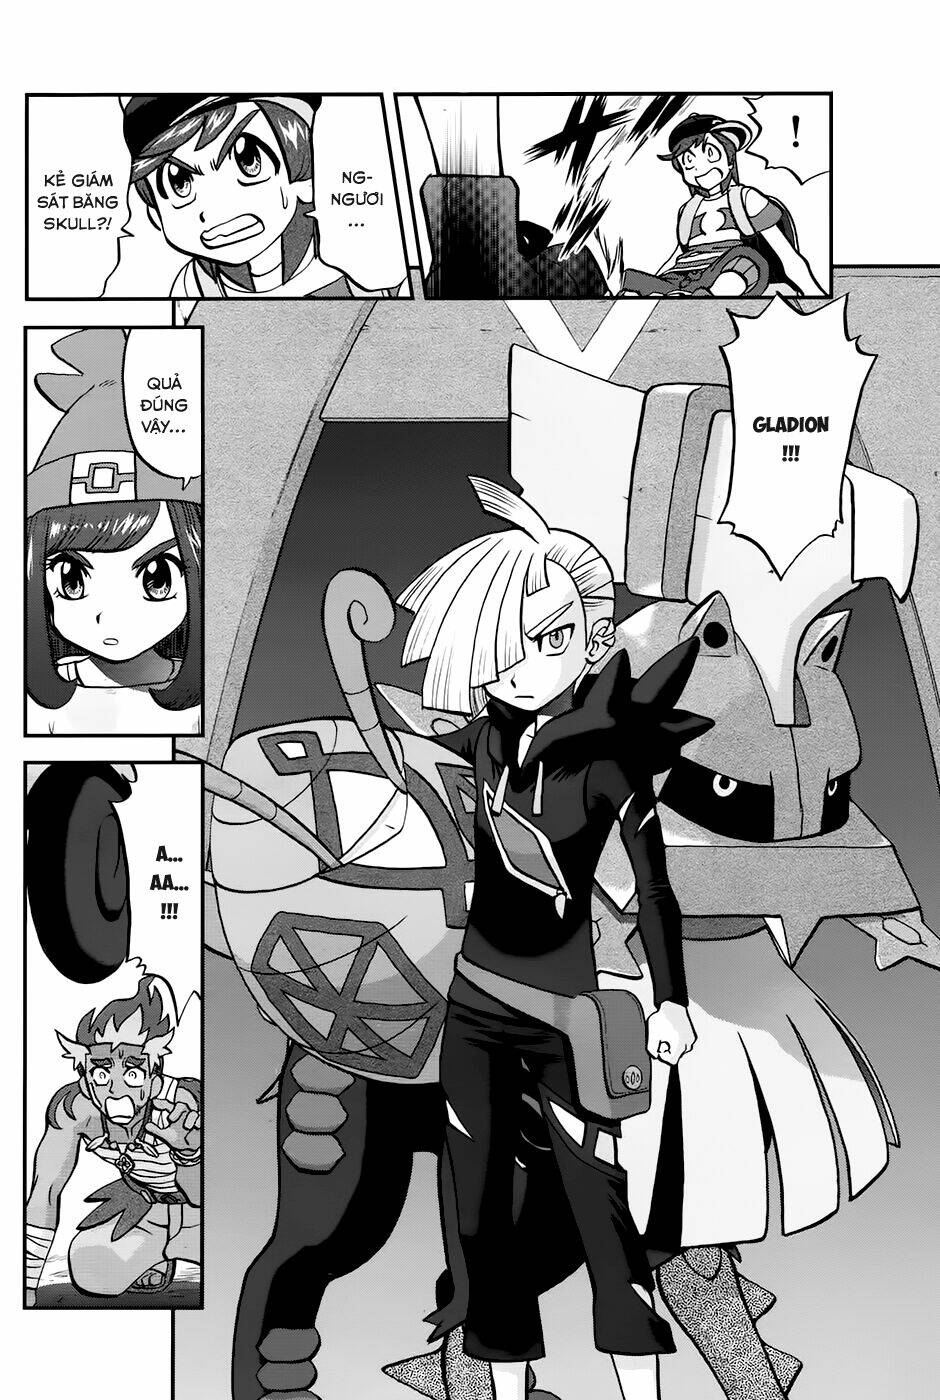 !
NG-
NGƯƠI
...
KẺ GIÁM
SÁT BĂNG
SKULL?!
GLADION
!!!
QUẢ
ĐÚNG
VẬY...
A...
AA...
!!!